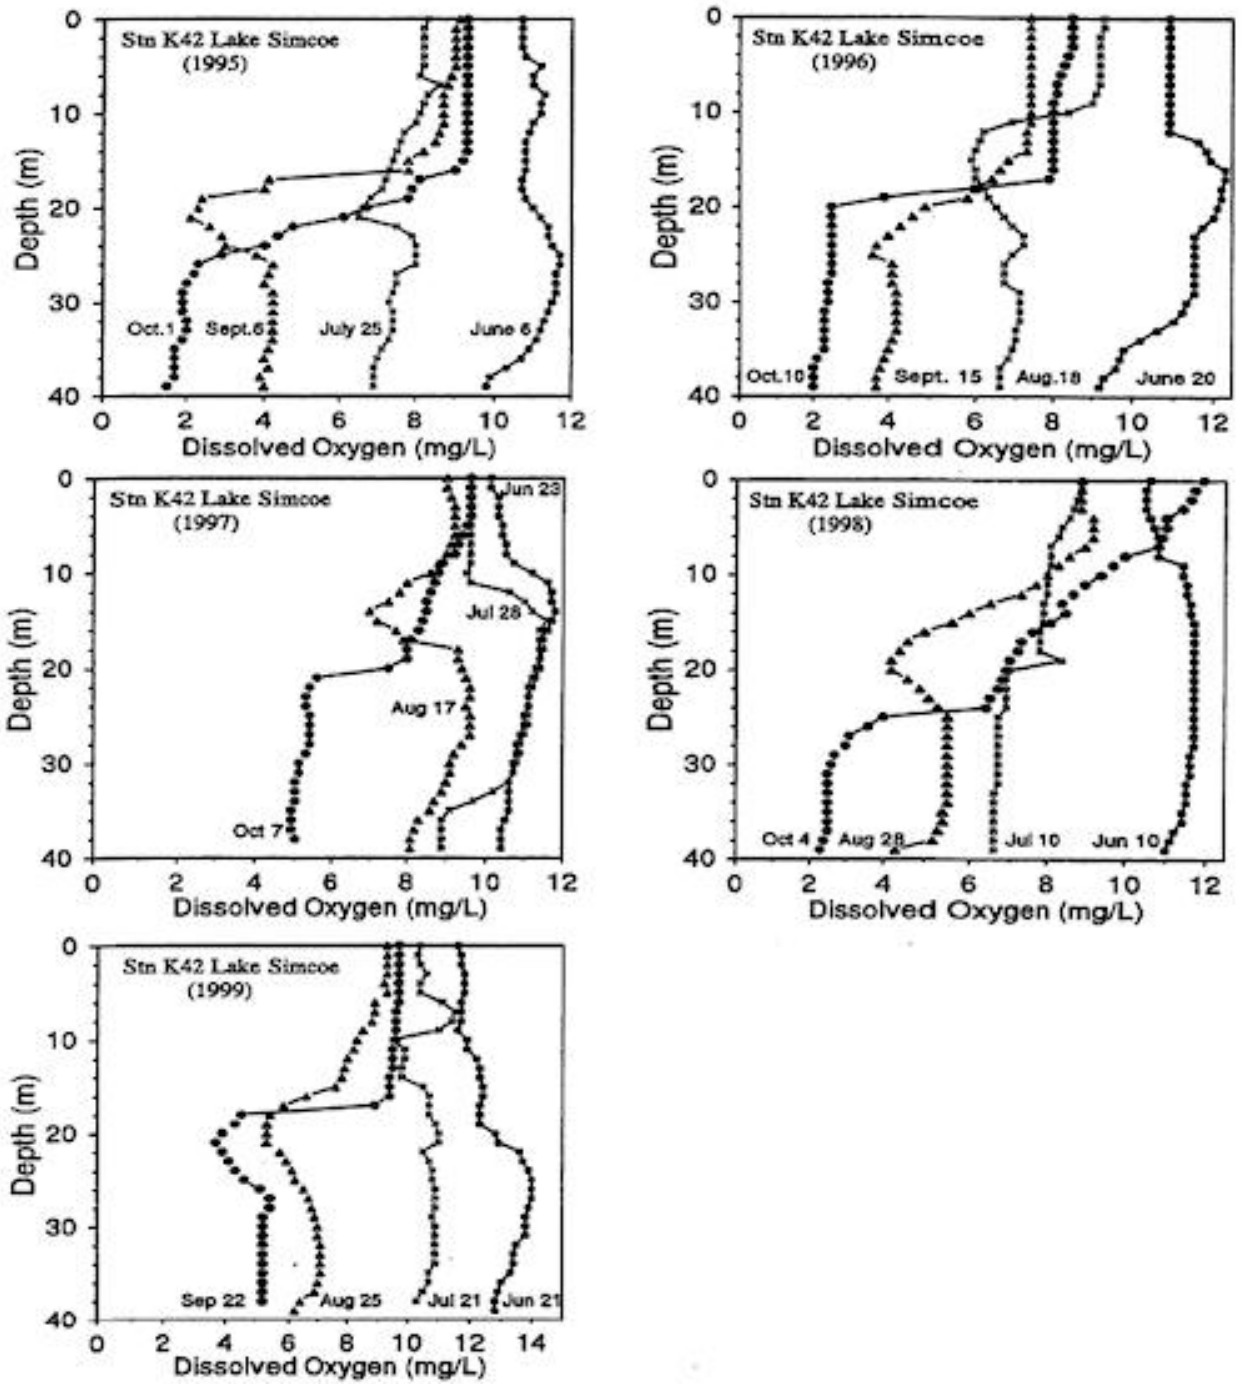 Stn K42 Lake Simcoe
(1995)
0
10
20
30
40
Depth (m)
Oct.1
Sept.6
July 25
June 6
0
2
4
6
8
10
12
Dissolved Oxygen (mg/L)
Stn K42 Lake Simcoe
(1996)
0
10
20
30
40
Depth (m)
Oct.10
Sept. 15
Aug.18
June 20
0
2
4
6
8
10
12
Dissolved Oxygen (mg/L)
Stn K42 Lake Simcoe
(1997)
0
10
20
30
40
Depth (m)
Jun 23
Jul 28
Aug 17
Oct 7
0
2
4
6
8
10
12
Dissolved Oxygen (mg/L)
Stn K42 Lake Simcoe
(1998)
0
10
20
30
40
Depth (m)
Oct 4
Aug 28
Jul 10
Jun 10
0
2
4
6
8
10
12
Dissolved Oxygen (mg/L)
Stn K42 Lake Simcoe
(1999)
0
10
20
30
40
Depth (m)
Sep 22
Aug 25
Jul 21
Jun 21
0
2
4
6
8
10
12
14
Dissolved Oxygen (mg/L)